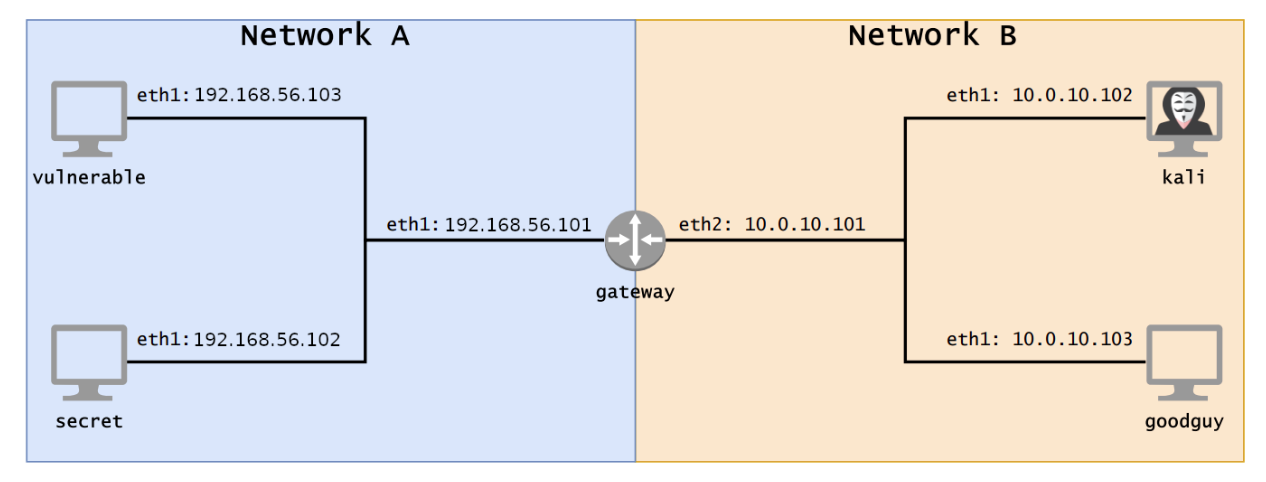 Network A
Network B
eth1: 192.168.56.103
eth1: 10.0.10.102
vulnerable
kali
eth1: 192.168.56.101
eth2: 10.0.10.101
gateway
eth1: 192.168.56.102
eth1: 10.0.10.103
secret
goodguy